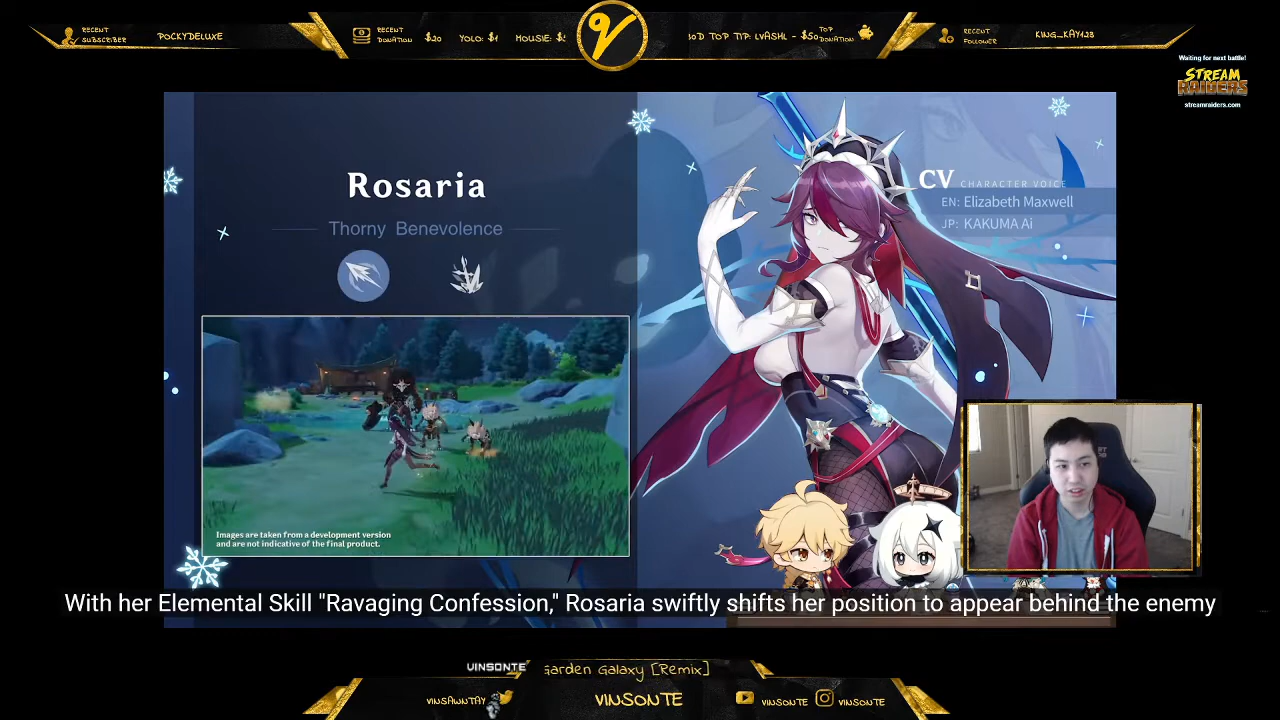 RECENT SUBSCRIBER
POCKYDELUXE
RECENT DONATION
$20
YOLO: $1
MOUSIE: $
TOP TIP: LVASHL - $50
TOP DONATION
RECENT FOLLOWER
KING_KAY123
Waiting for next battle!
STREAM RAIDERS
streamraiders.com
Rosaria
Thorny Benevolence
CV CHARACTER VOICE
EN: Elizabeth Maxwell
JP: KAKUMA Ai
Images are taken from a development version
and are not indicative of the final product.
With her Elemental Skill "Ravaging Confession," Rosaria swiftly shifts her position to appear behind the enemy
VINSONTE
Garden Galaxy [Remix]
VINSAWNTAY
VINSONTE
VINSONTE
VINSONTE